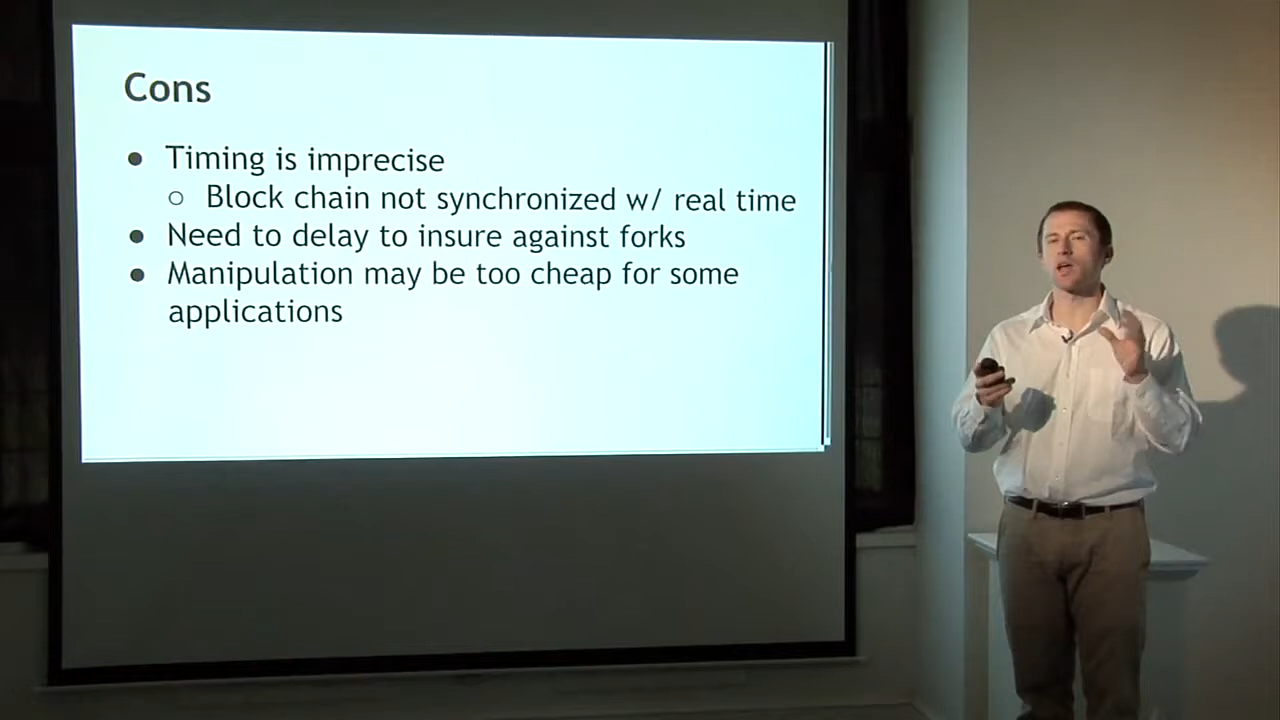 Cons
● Timing is imprecise
○ Block chain not synchronized w/ real time
● Need to delay to insure against forks
● Manipulation may be too cheap for some
applications